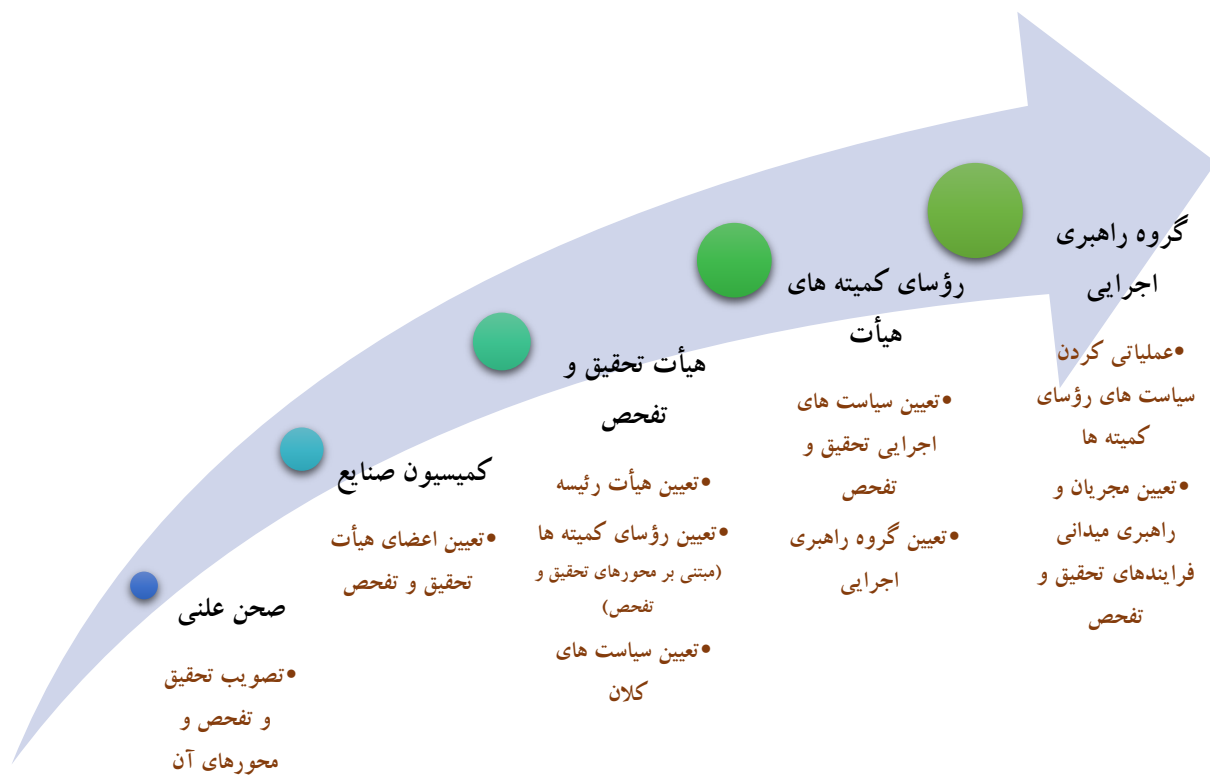 صحن علنی
•تصویب تحقیق
و تفحص و
محورهای آن
کمیسیون صنایع
•تعیین اعضای هیأت
تحقیق و تفحص
هیأت تحقیق و
تفحص
•تعیین هیأت رئیسه
•تعیین رؤسای کمیته ها
(مبتنی بر محورهای تحقیق و
تفحص)
•تعیین سیاست های
کلان
رؤسای کمیته های
هیأت
•تعیین سیاست های
اجرایی تحقیق و
تفحص
•تعیین گروه راهبری
اجرایی
گروه راهبری
اجرایی
•عملیاتی کردن
سیاست های رؤسای
کمیته ها
•تعیین مجریان و
راهبری میدانی
فرایندهای تحقیق و
تفحص